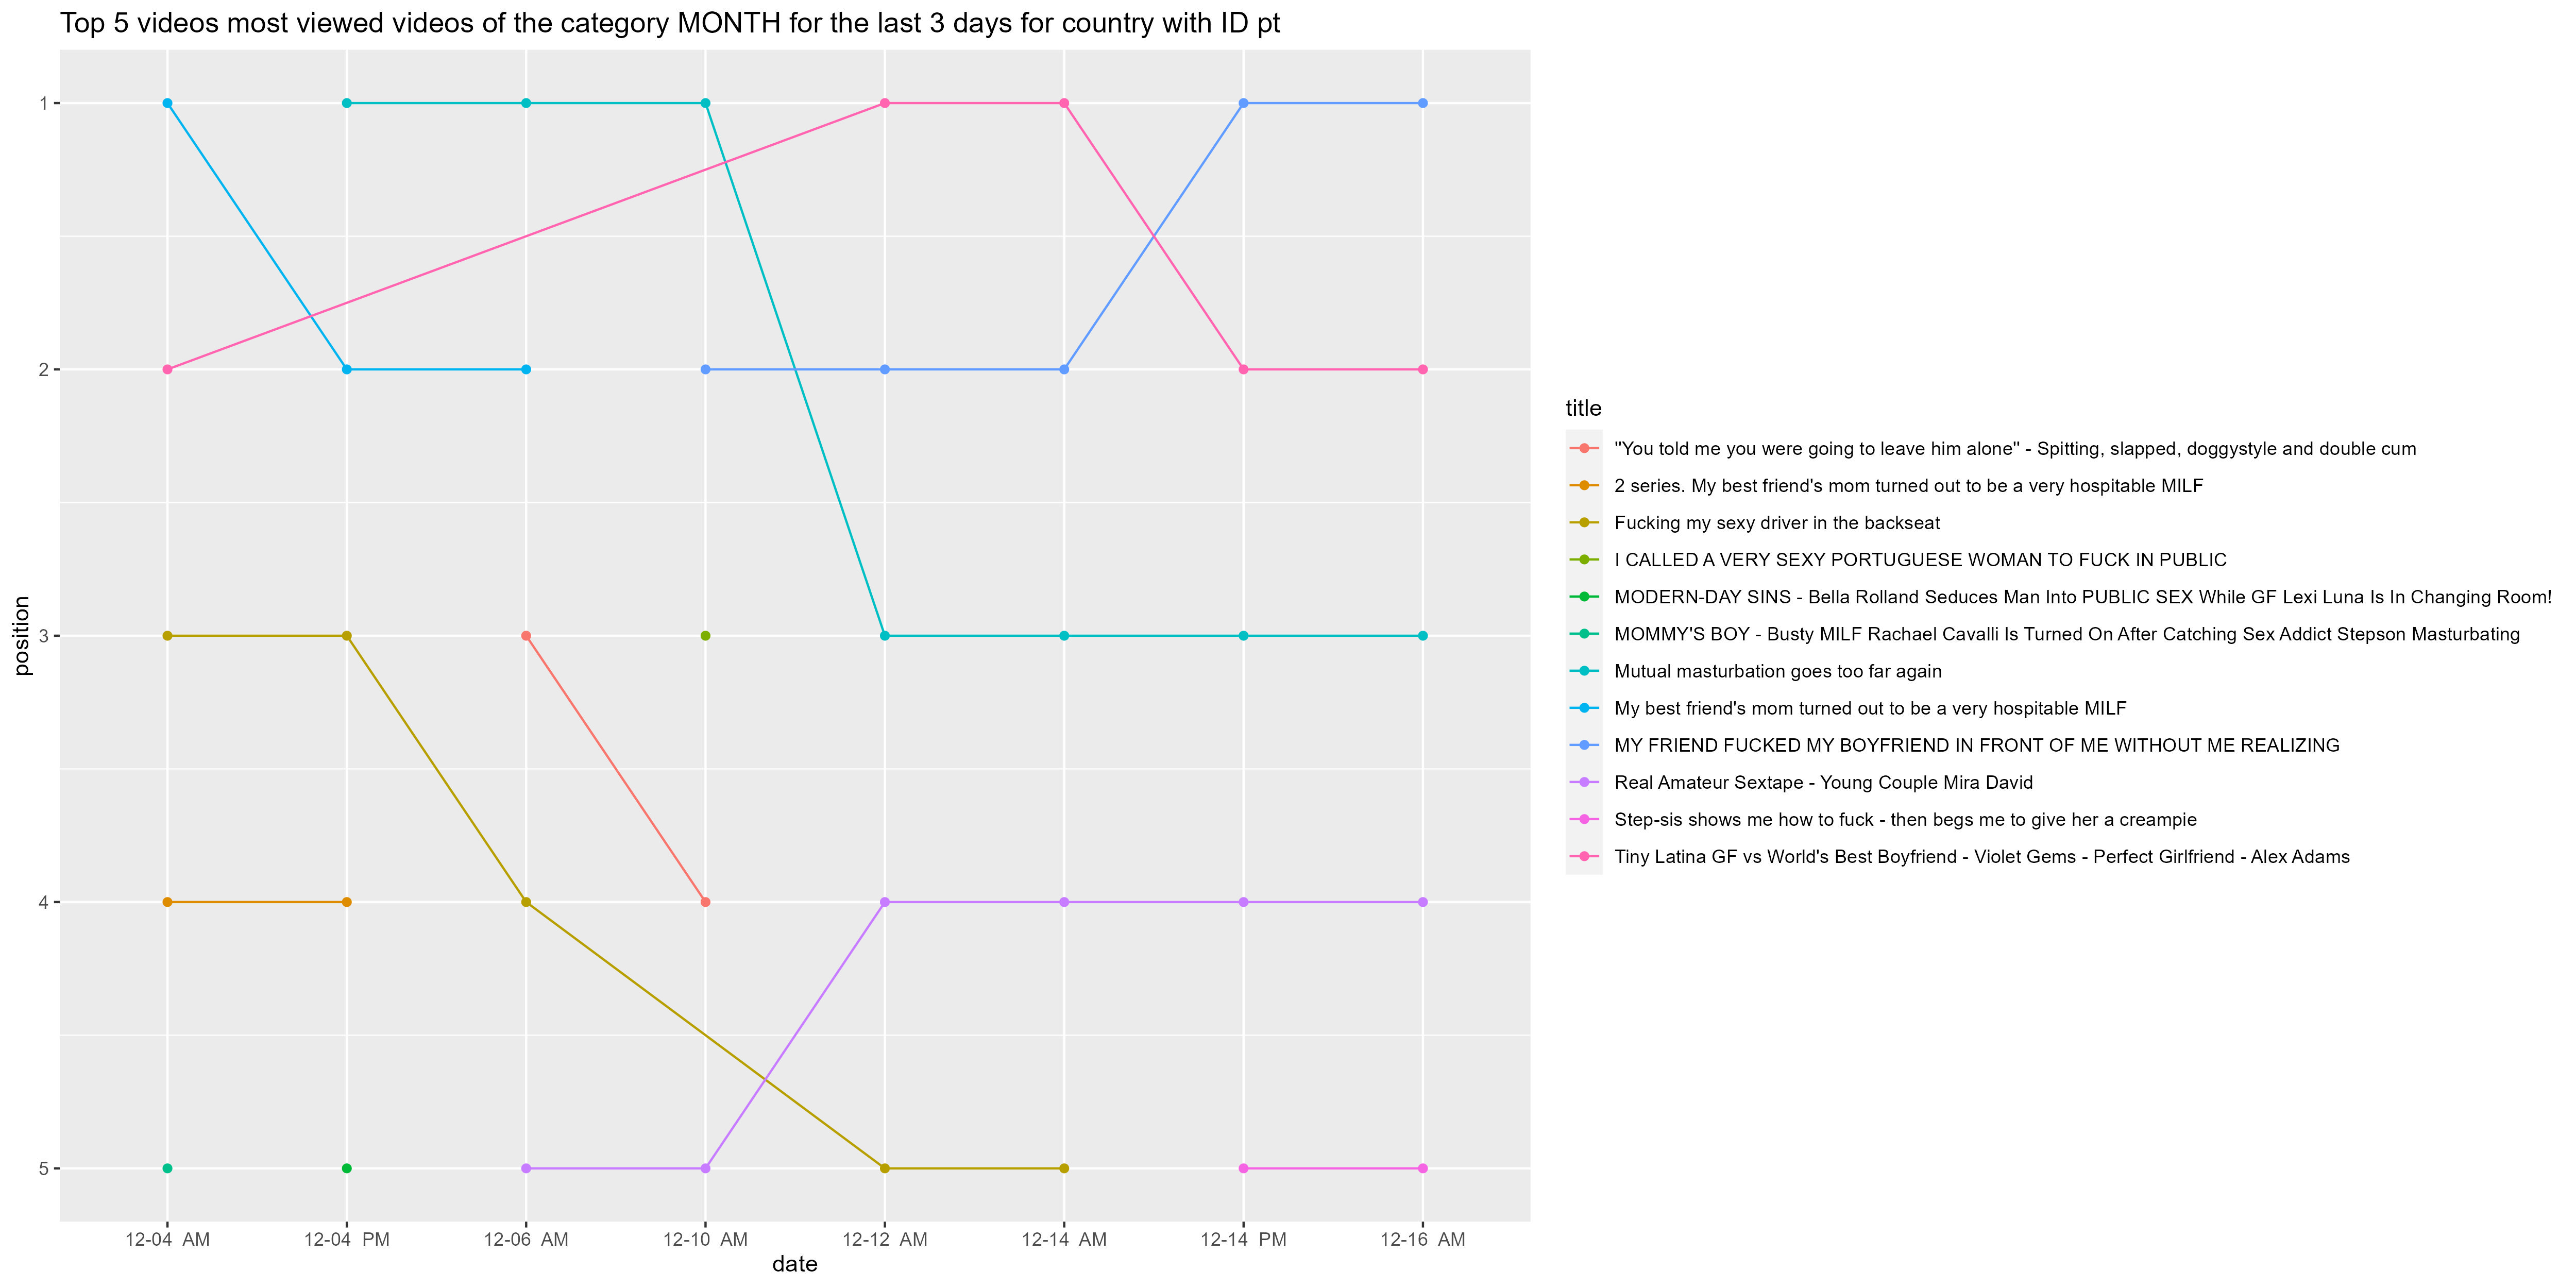 Top 5 videos most viewed videos of the category MONTH for the last 3 days for country with ID pt
position
1
2
3
4
5
12-04 AM
12-04 PM
12-06 AM
12-10 AM
12-12 AM
12-14 AM
12-14 PM
12-16 AM
date
title
"You told me you were going to leave him alone" - Spitting, slapped, doggystyle and double cum
2 series. My best friend's mom turned out to be a very hospitable MILF
Fucking my sexy driver in the backseat
I CALLED A VERY SEXY PORTUGUESE WOMAN TO FUCK IN PUBLIC
MODERN-DAY SINS - Bella Rolland Seduces Man Into PUBLIC SEX While GF Lexi Luna Is In Changing Room!
MOMMY'S BOY - Busty MILF Rachael Cavalli Is Turned On After Catching Sex Addict Stepson Masturbating
Mutual masturbation goes too far again
My best friend's mom turned out to be a very hospitable MILF
MY FRIEND FUCKED MY BOYFRIEND IN FRONT OF ME WITHOUT ME REALIZING
Real Amateur Sextape - Young Couple Mira David
Step-sis shows me how to fuck - then begs me to give her a creampie
Tiny Latina GF vs World's Best Boyfriend - Violet Gems - Perfect Girlfriend - Alex Adams